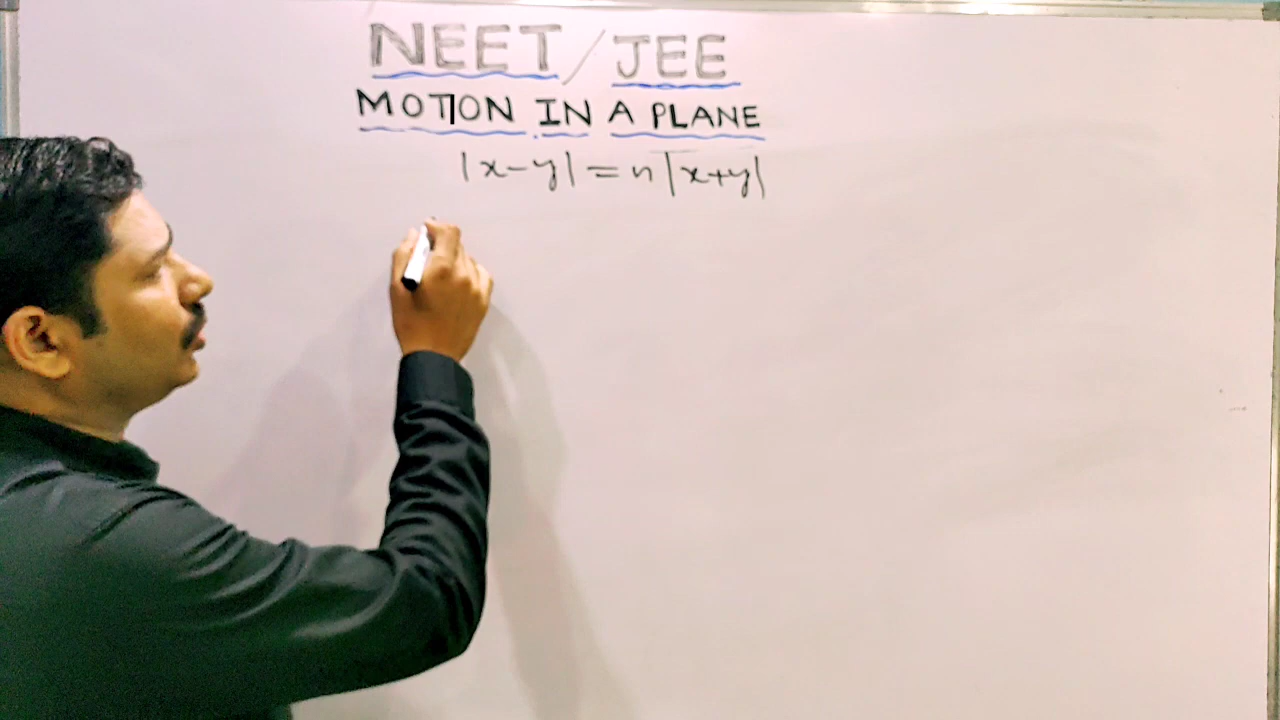 NEET/JEE
MOTION IN A PLANE
|x-y| = n|x+y|